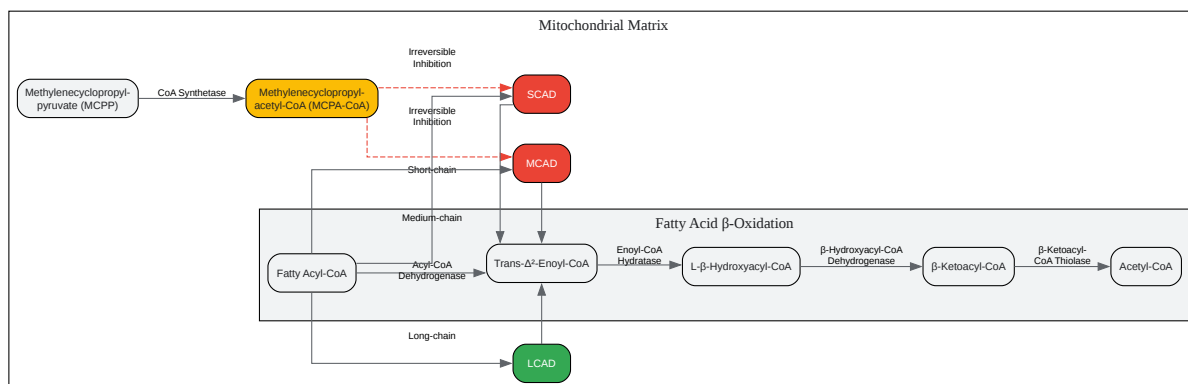 Mitochondrial Matrix
Irreversible
Inhibition
Methylenecyclopropyl-
pyruvate (MCPP)
CoA Synthetase
Methylenecyclopropyl-
acetyl-CoA (MCPA-CoA)
SCAD
Irreversible
Inhibition
MCAD
Short-chain
Medium-chain
Fatty Acid β-Oxidation
Fatty Acyl-CoA
Acyl-CoA
Dehydrogenase
Trans-Δ²-Enoyl-CoA
Enoyl-CoA
Hydratase
L-β-Hydroxyacyl-CoA
β-Hydroxyacyl-CoA
Dehydrogenase
β-Ketoacyl-CoA
β-Ketoacyl-
CoA Thiolase
Acetyl-CoA
Long-chain
LCAD